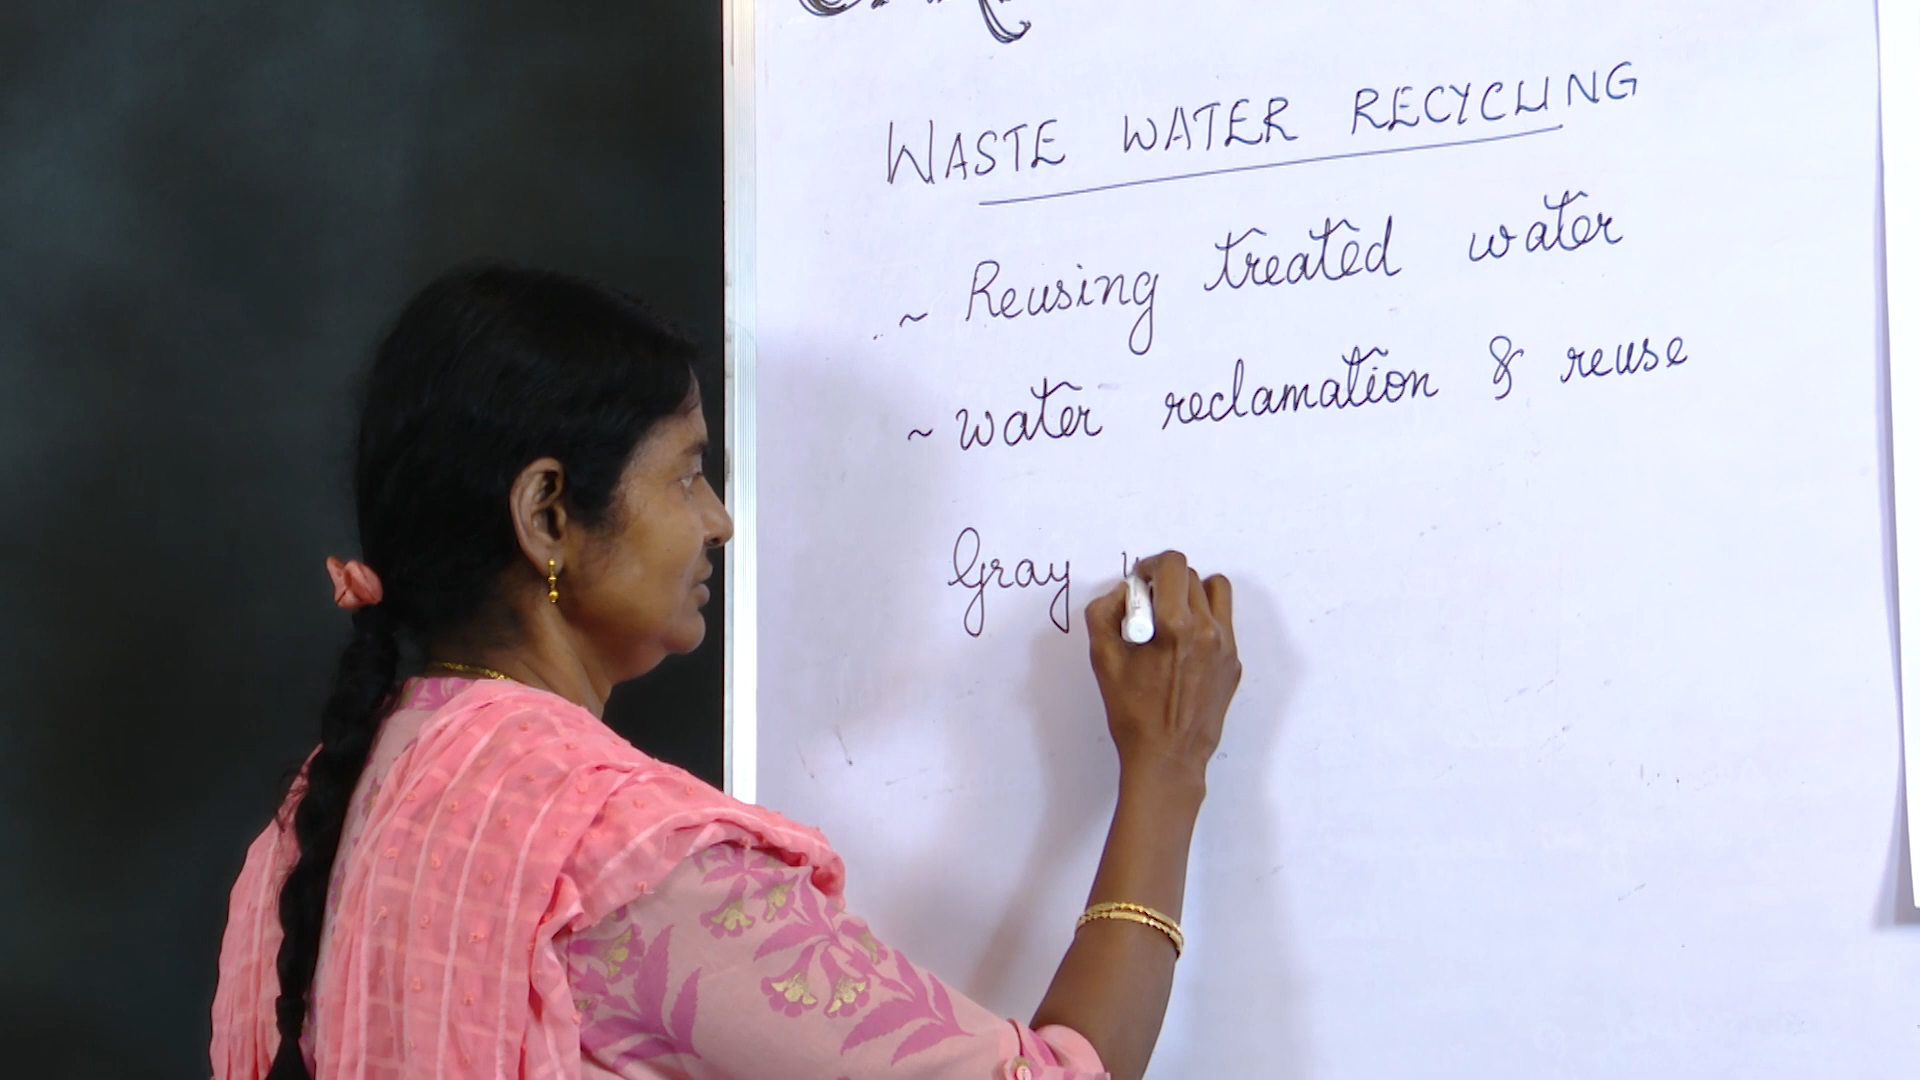 WASTE WATER RECYCLING
~ Reusing treated water
~ water reclamation & reuse
Gray